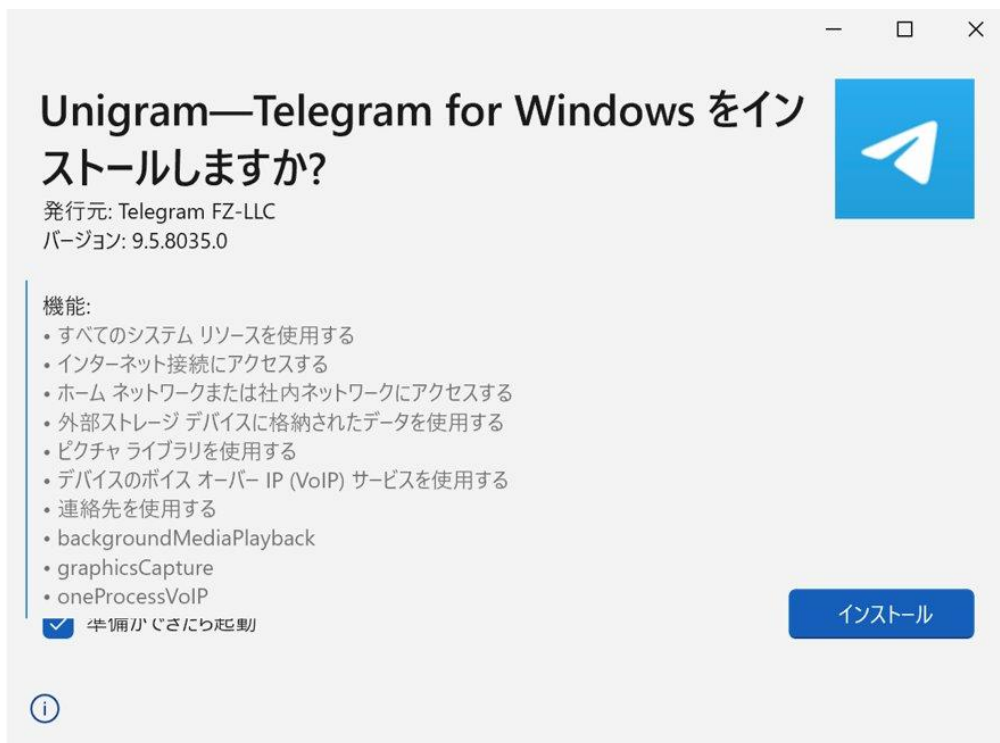 Unigram—Telegram for Windows をイン
ストールしますか?
発行元: Telegram FZ-LLC
バージョン: 9.5.8035.0
機能:
• すべてのシステム リソースを使用する
• インターネット接続にアクセスする
• ホーム ネットワークまたは社内ネットワークにアクセスする
• 外部ストレージ デバイスに格納されたデータを使用する
• ピクチャ ライブラリを使用する
• デバイスのボイス オーバー IP (VoIP) サービスを使用する
• 連絡先を使用する
• backgroundMediaPlayback
• graphicsCapture
• oneProcessVoIP
準備ができたら起動
インストール